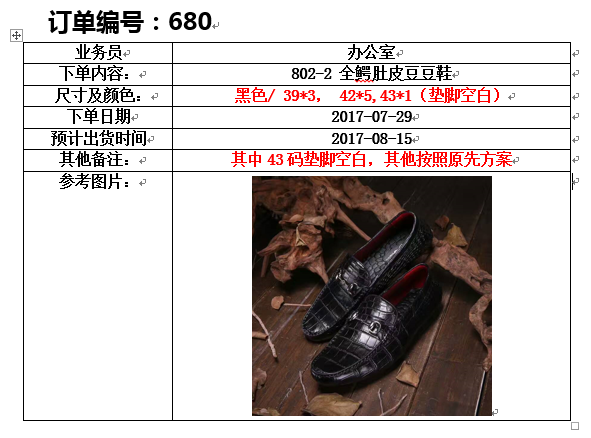 订单编号：680
业务员 办公室
下单内容： 802-2 全鳄肚皮豆豆鞋
尺寸及颜色： 黑色/ 39*3， 42*5,43*1（垫脚空白）
下单日期 2017-07-29
预计出货时间 2017-08-15
其他备注： 其中 43 码垫脚空白，其他按照原先方案
参考图片：